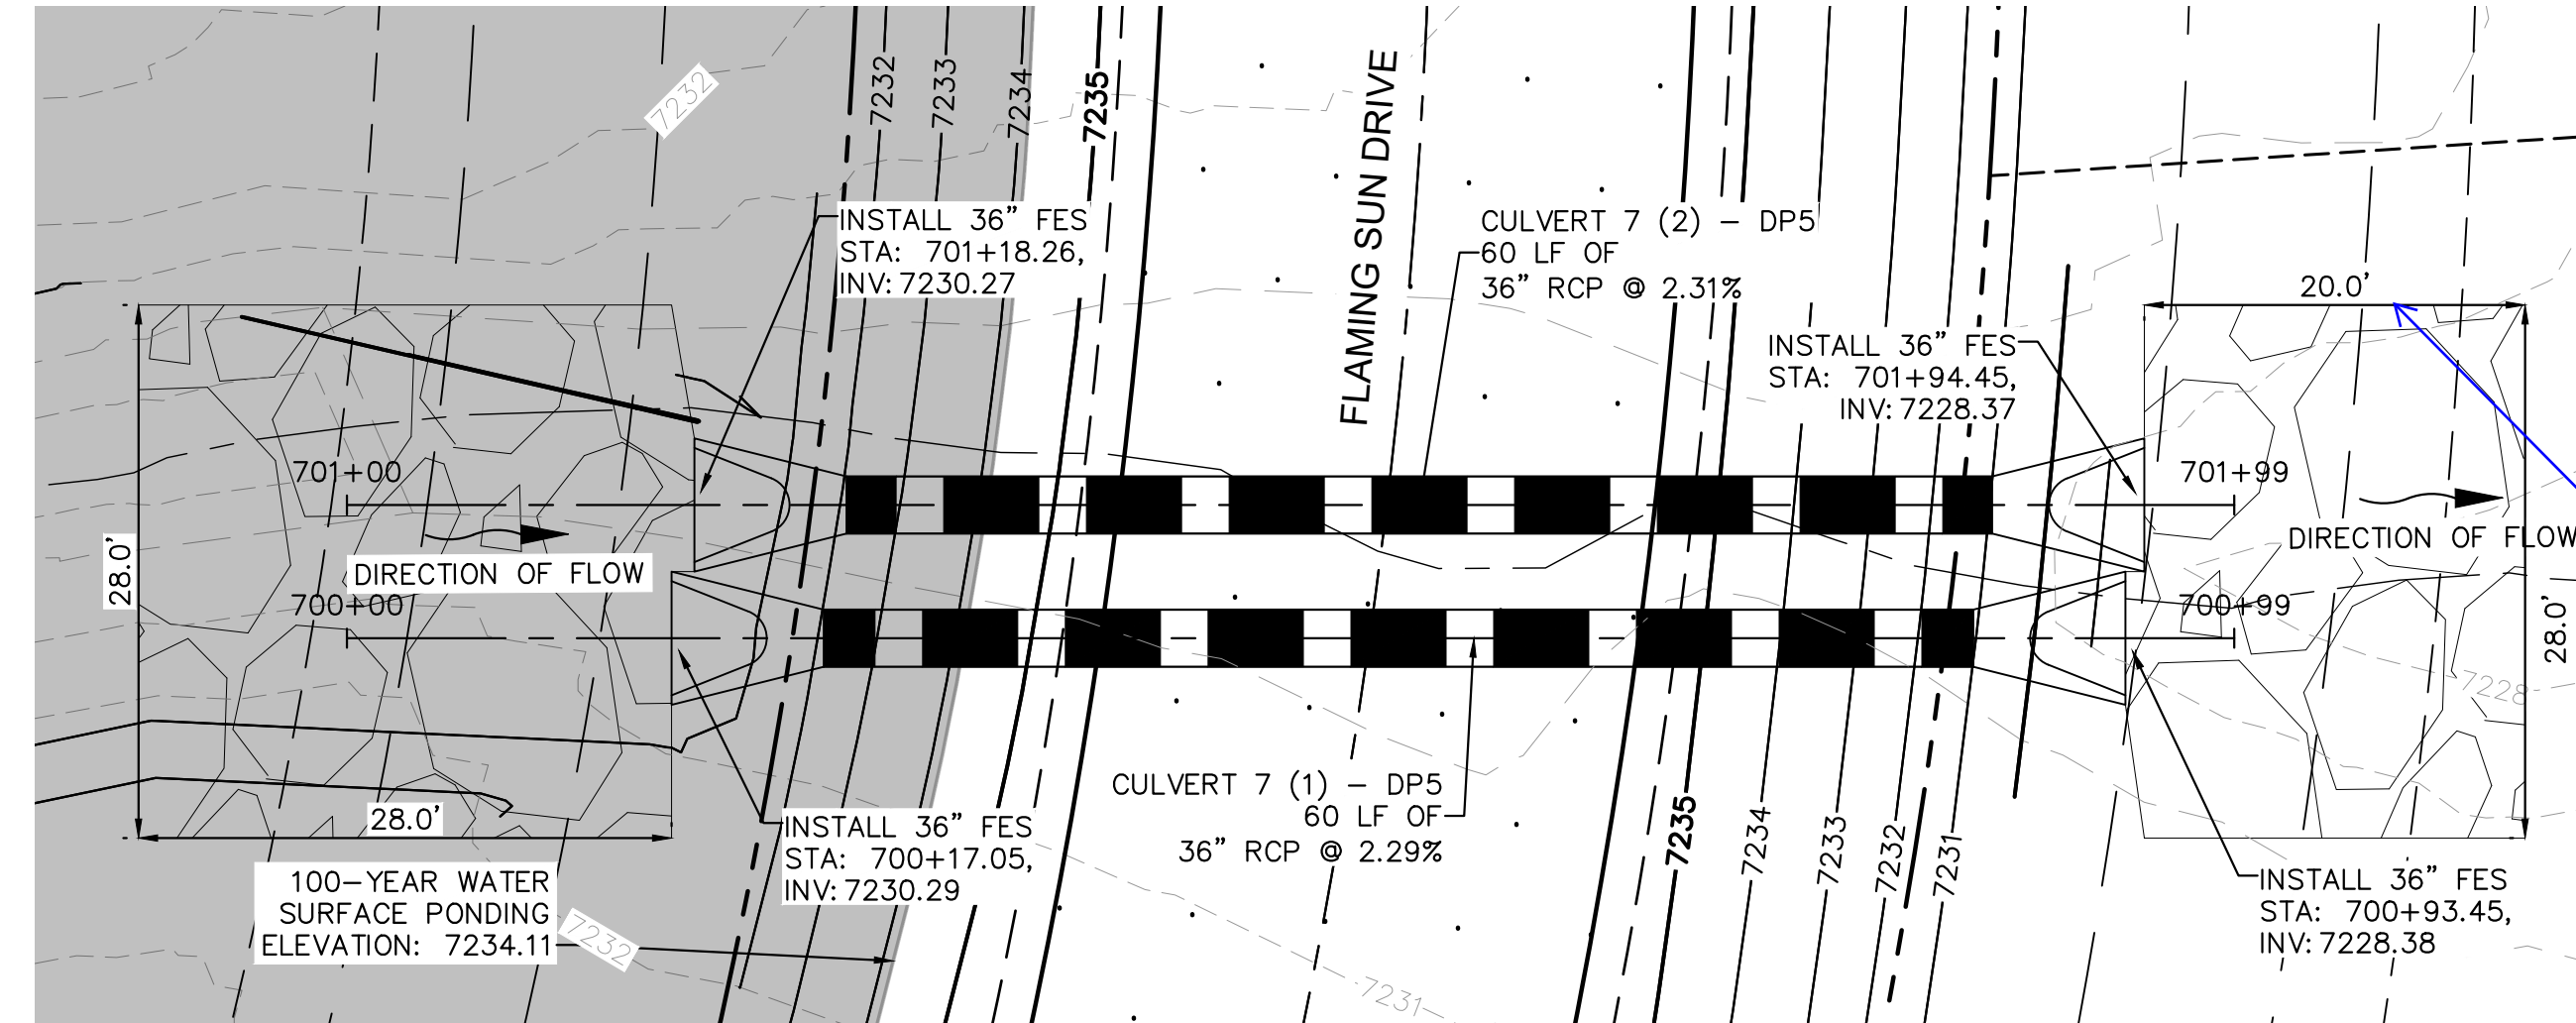 7232
7232
7233
7234
7235
FLAMING SUN DRIVE
INSTALL 36” FES
STA: 701+18.26,
INV: 7230.27
CULVERT 7 (2) – DP5
60 LF OF
36” RCP @ 2.31%
INSTALL 36” FES
STA: 701+94.45,
INV: 7228.37
20.0'
701+00
701+99
DIRECTION OF FLOW
DIRECTION OF FLOW
28.0'
700+00
700+99
28.0'
7228
28.0'
CULVERT 7 (1) – DP5
60 LF OF
36” RCP @ 2.29%
INSTALL 36” FES
STA: 700+17.05,
INV: 7230.29
7235
7234
7233
7232
7231
100–YEAR WATER
SURFACE PONDING
ELEVATION: 7234.11
7232
INSTALL 36” FES
STA: 700+93.45,
INV: 7228.38
7231